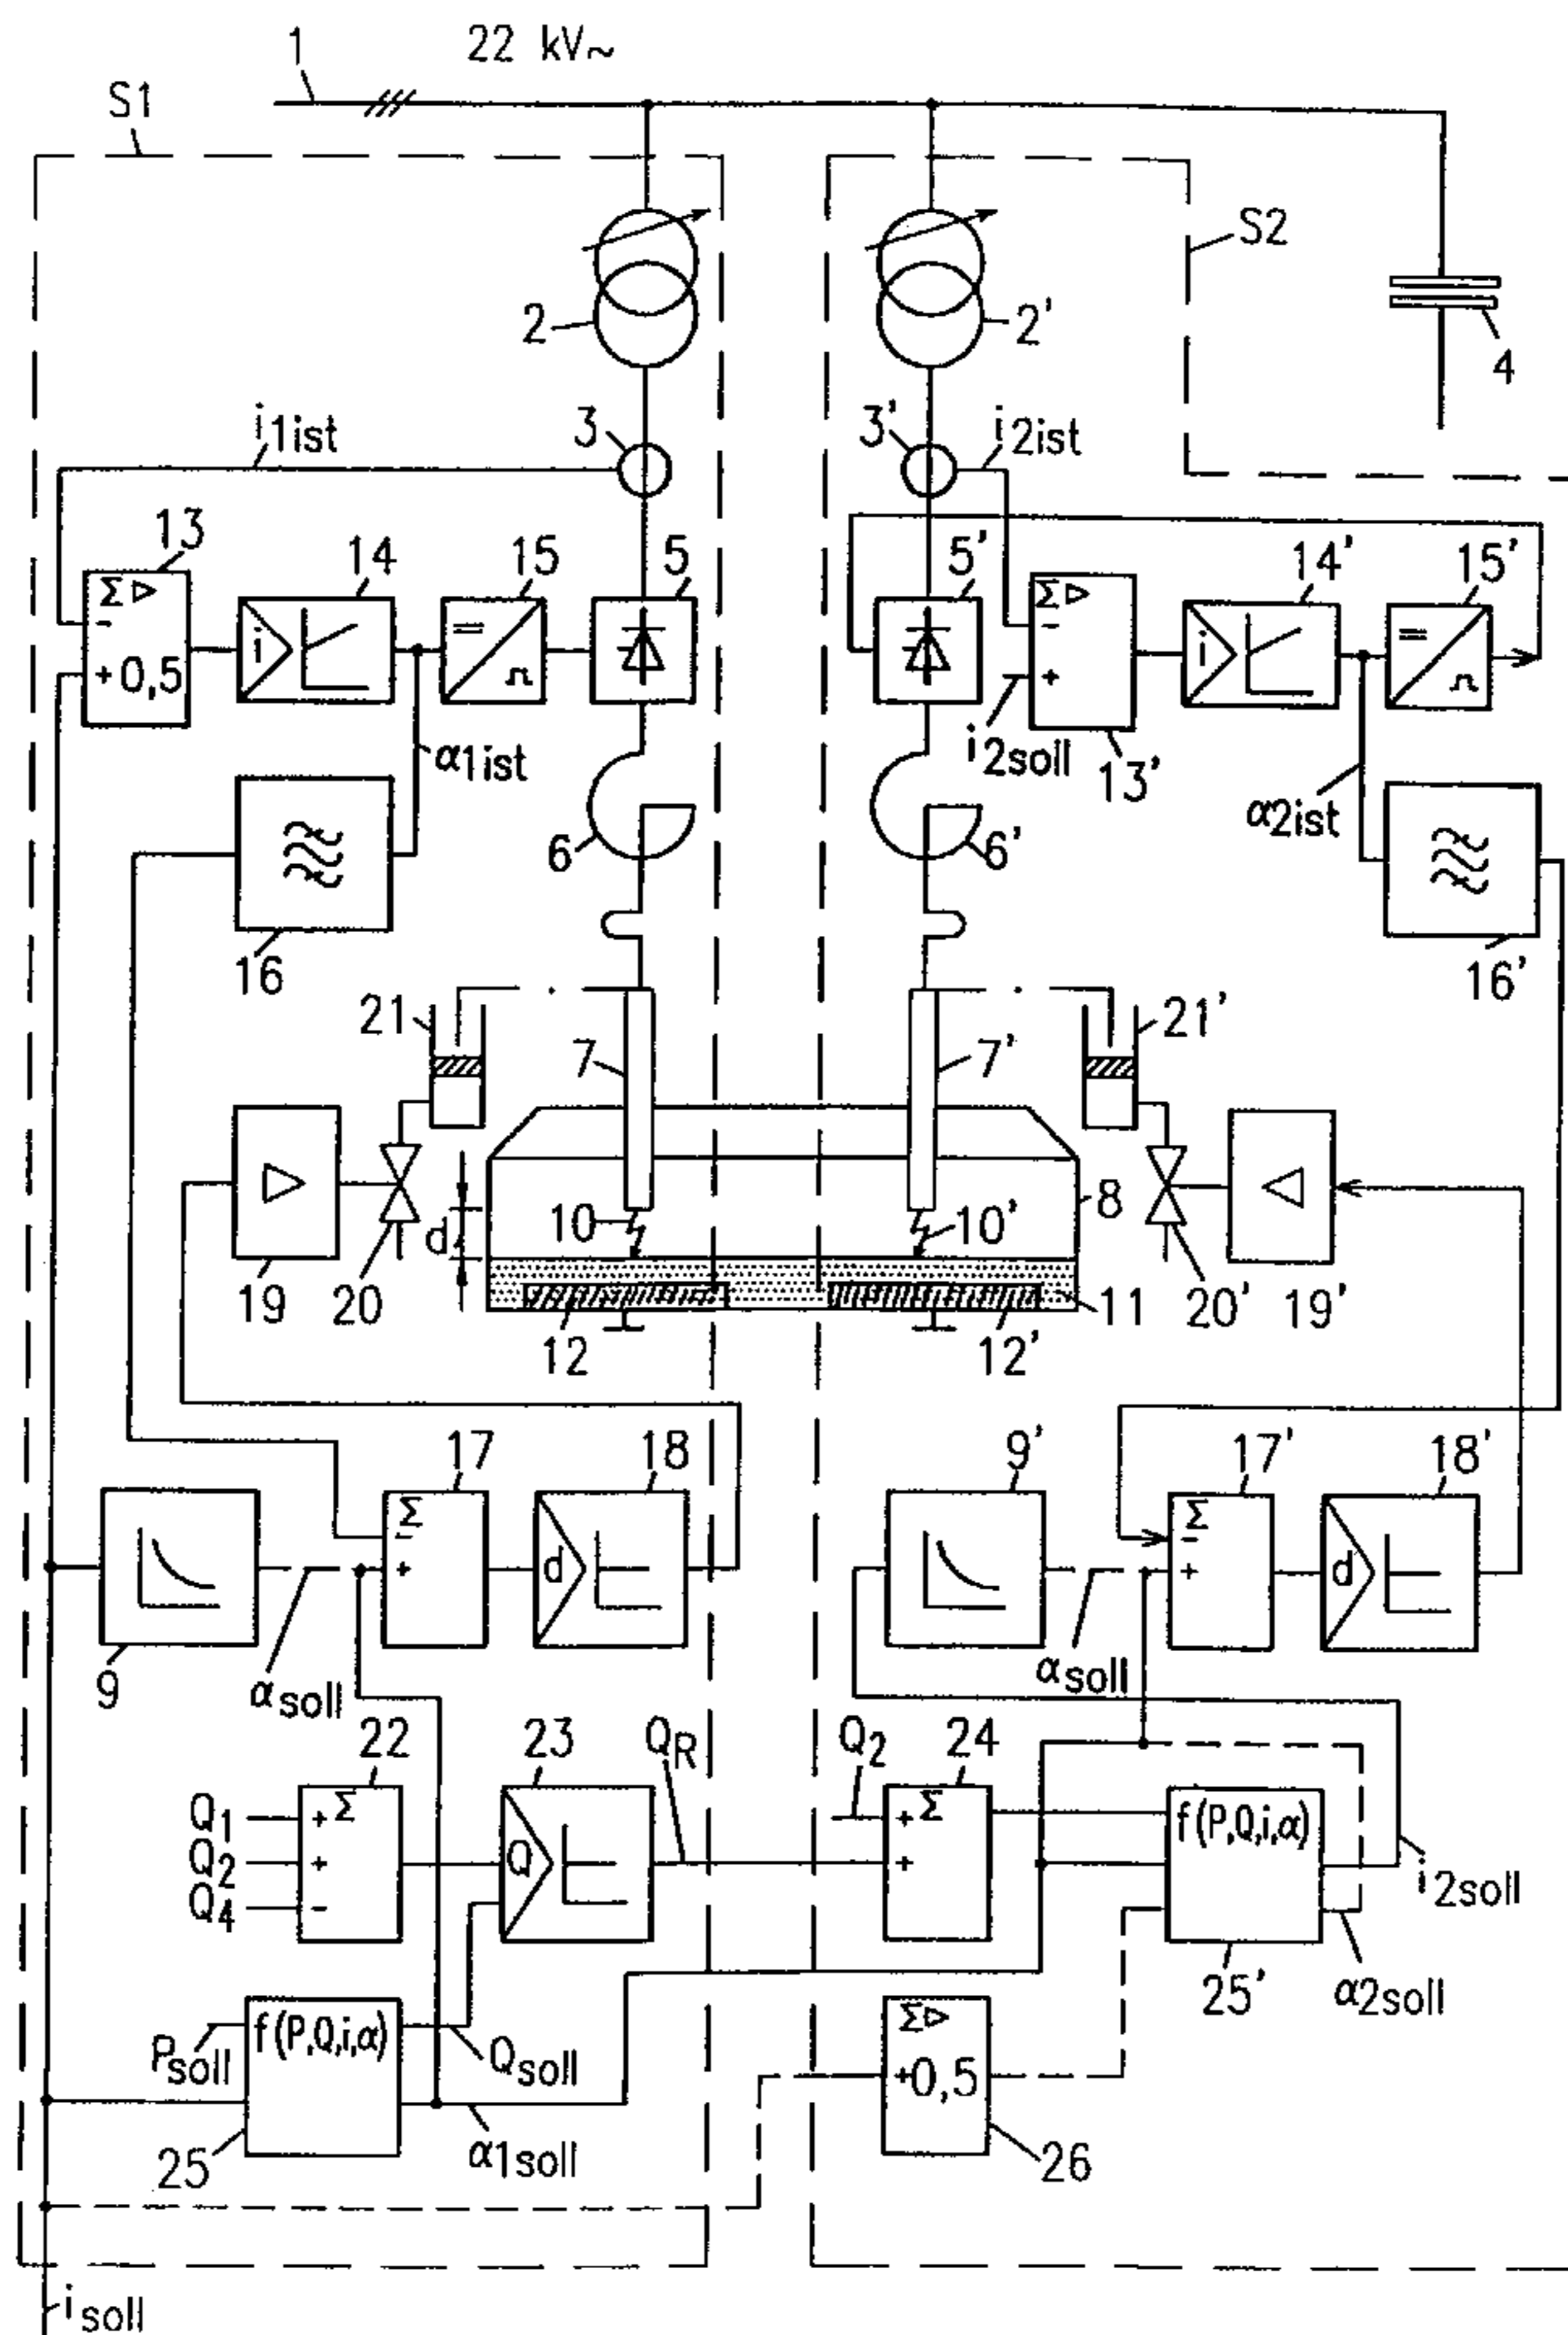 1 22 kV~
S1
S2
2 2'
4
i1ist 3 3' i2ist
13 14 15 5 5' 14' 15'
Σ▷ Σ▷
- i = = i -
+0,5 +
α1ist i2soll 13'
α2ist
6 6'
16 16'
21 21'
7 7'
▷ ◁
10 10' 8
d
19 20 11 20' 19'
12 12'
17 18 9' 17' 18'
Σ Σ
- -
+ d + d
9 αsoll αsoll
22 23 QR Q2 24
Q1 + Σ + Σ f(P,Q,i,α)
Q2 + Q + i2soll
Q4 -
25' α2soll
Psoll f(P,Q,i,α) Qsoll Σ▷
+0,5
25 α1soll 26
isoll